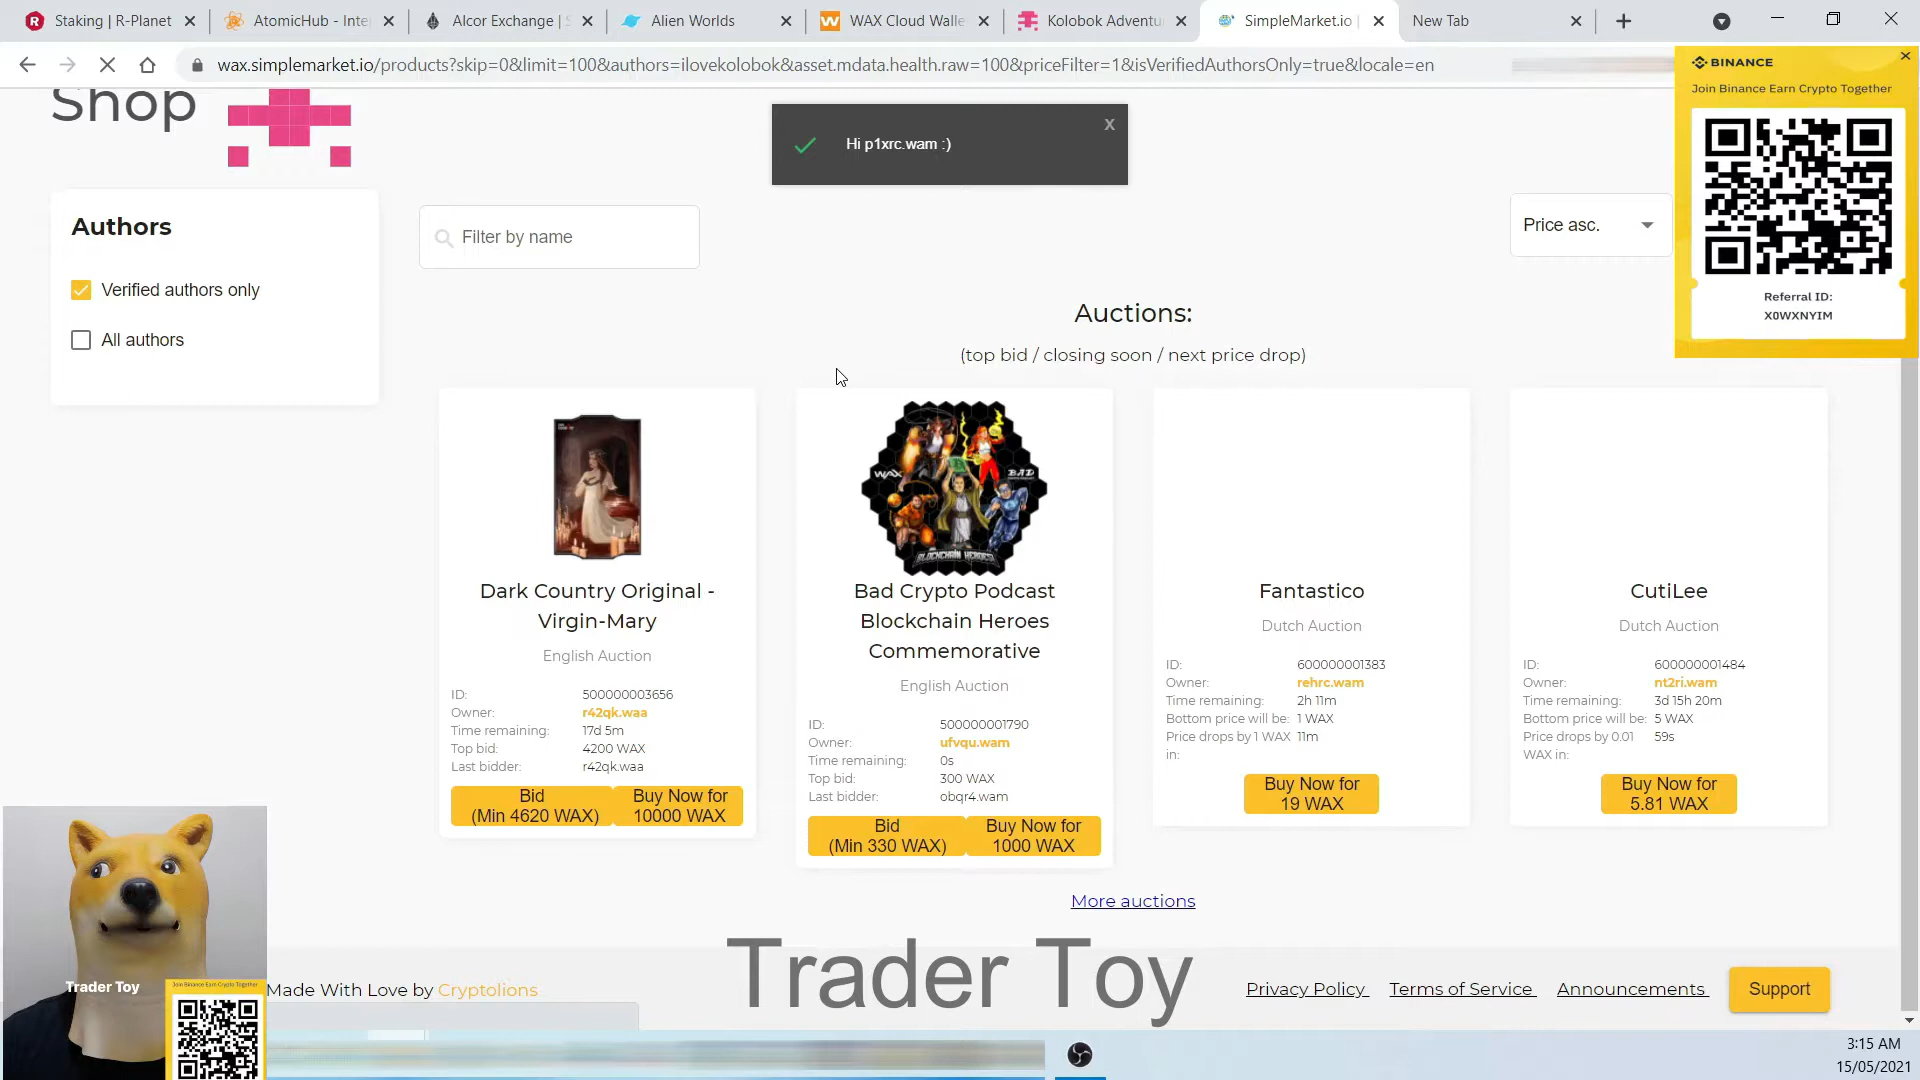 Staking | R-Planet
AtomicHub - Inte
Alcor Exchange | S
Alien Worlds
WAX Cloud Walle
Kolobok Adventu
SimpleMarket.io |
New Tab
wax.simplemarket.io/products?skip=0&limit=100&authors=ilovekolobok&asset.mdata.health.raw=100&priceFilter=1&isVerifiedAuthorsOnly=true&locale=en
BINANCE
Join Binance Earn Crypto Together
Referral ID:
X0WXNYIM
Shop
Hi p1xrc.wam :)
X
Authors
Verified authors only
All authors
Filter by name
Price asc.
Auctions:
(top bid / closing soon / next price drop)
Dark Country Original -
Virgin-Mary
English Auction
ID: 500000003656
Owner: r42qk.waa
Time remaining: 17d 5m
Top bid: 4200 WAX
Last bidder: r42qk.waa
Bid
(Min 4620 WAX)
Buy Now for
10000 WAX
WAX
BAD
BLOCKCHAIN HEROES
Bad Crypto Podcast
Blockchain Heroes
Commemorative
English Auction
ID: 500000001790
Owner: ufvqu.wam
Time remaining: 0s
Top bid: 300 WAX
Last bidder: obqr4.wam
Bid
(Min 330 WAX)
Buy Now for
1000 WAX
Fantastico
Dutch Auction
ID: 600000001383
Owner: rehrc.wam
Time remaining: 2h 11m
Bottom price will be: 1 WAX
Price drops by 1 WAX 11m
in:
Buy Now for
19 WAX
CutiLee
Dutch Auction
ID: 600000001484
Owner: nt2ri.wam
Time remaining: 3d 15h 20m
Bottom price will be: 5 WAX
Price drops by 0.01 59s
WAX in:
Buy Now for
5.81 WAX
More auctions
Trader Toy
Made With Love by Cryptolions
Privacy Policy
Terms of Service
Announcements
Support
Trader Toy
Join Binance Earn Crypto Together
3:15 AM
15/05/2021